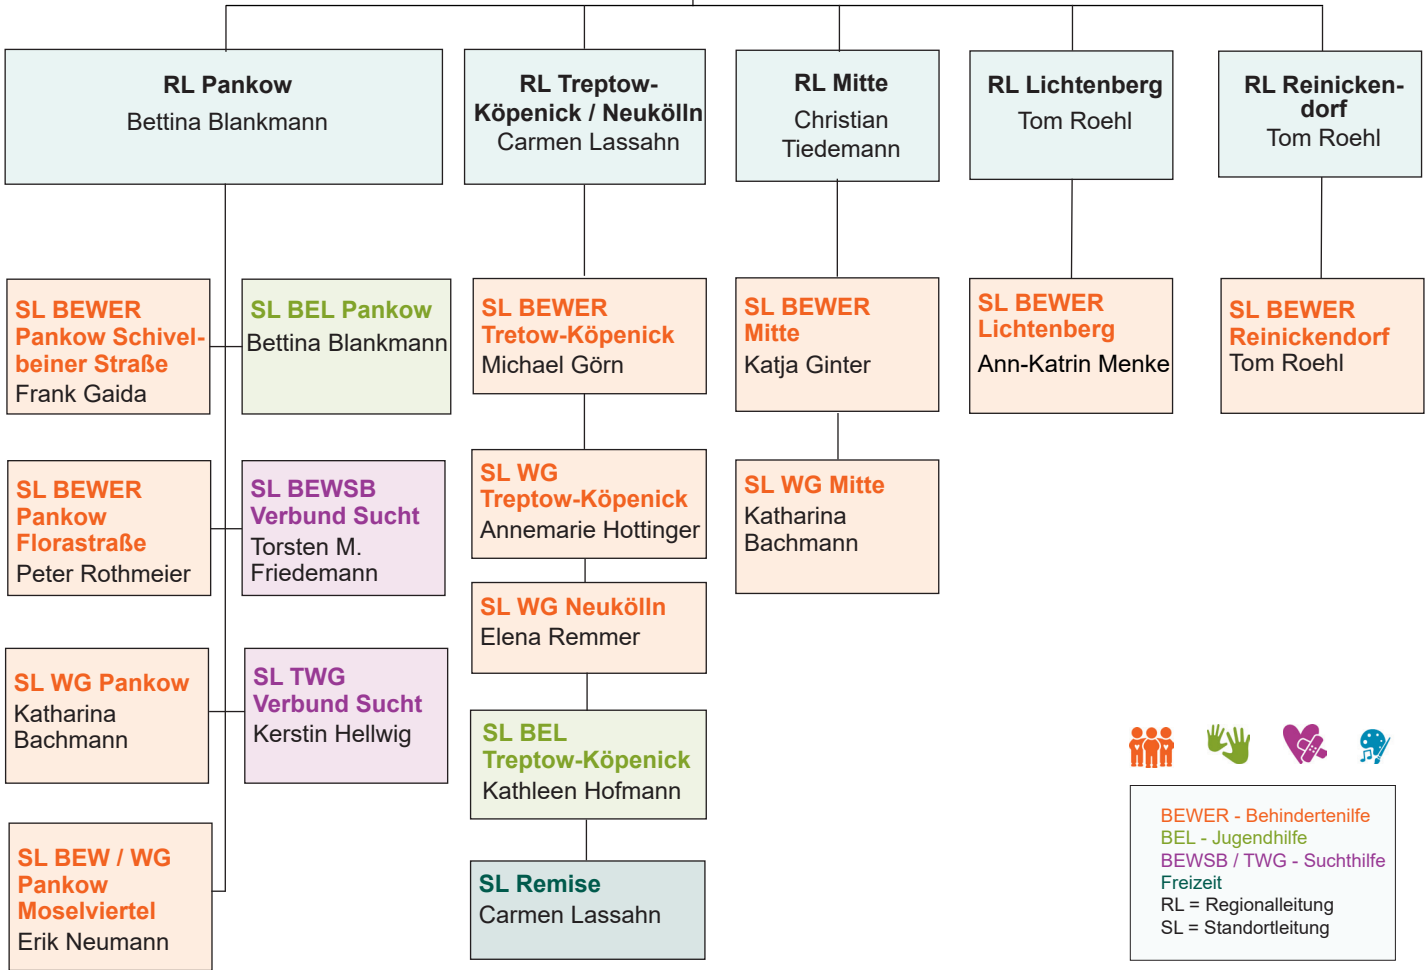 RL Pankow
Bettina Blankmann
RL Treptow-
Köpenick / Neukölln
Carmen Lassahn
RL Mitte
Christian
Tiedemann
RL Lichtenberg
Tom Roehl
RL Reinicken-
dorf
Tom Roehl
SL BEWER
Pankow Schivel-
beiner Straße
Frank Gaida
SL BEL Pankow
Bettina Blankmann
SL BEWER
Pankow
Florastraße
Peter Rothmeier
SL BEWSB
Verbund Sucht
Torsten M.
Friedemann
SL WG Pankow
Katharina
Bachmann
SL TWG
Verbund Sucht
Kerstin Hellwig
SL BEW / WG
Pankow
Moselviertel
Erik Neumann
SL BEWER
Tretow-Köpenick
Michael Görn
SL WG
Treptow-Köpenick
Annemarie Hottinger
SL WG Neukölln
Elena Remmer
SL BEL
Treptow-Köpenick
Kathleen Hofmann
SL Remise
Carmen Lassahn
SL BEWER
Mitte
Katja Ginter
SL WG Mitte
Katharina
Bachmann
SL BEWER
Lichtenberg
Ann-Katrin Menke
SL BEWER
Reinickendorf
Tom Roehl
BEWER - Behindertenilfe
BEL - Jugendhilfe
BEWSB / TWG - Suchthilfe
Freizeit
RL = Regionalleitung
SL = Standortleitung